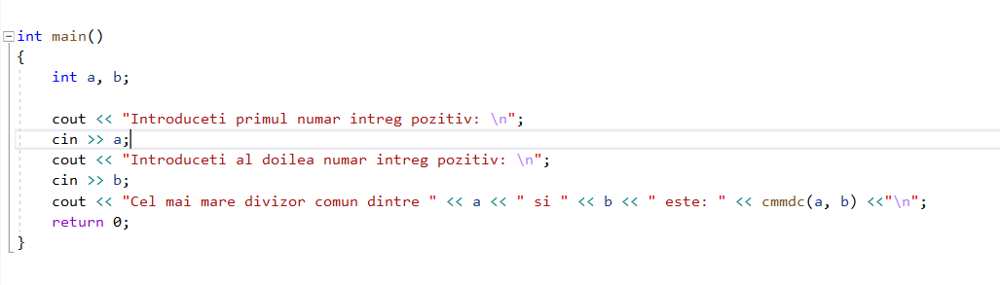 int main()
{
int a, b;
cout << "Introduceti primul numar intreg pozitiv: \n";
cin >> a;
cout << "Introduceti al doilea numar intreg pozitiv: \n";
cin >> b;
cout << "Cel mai mare divizor comun dintre " << a << " si " << b << " este: " << cmmdc(a, b) <<"\n";
return 0;
}